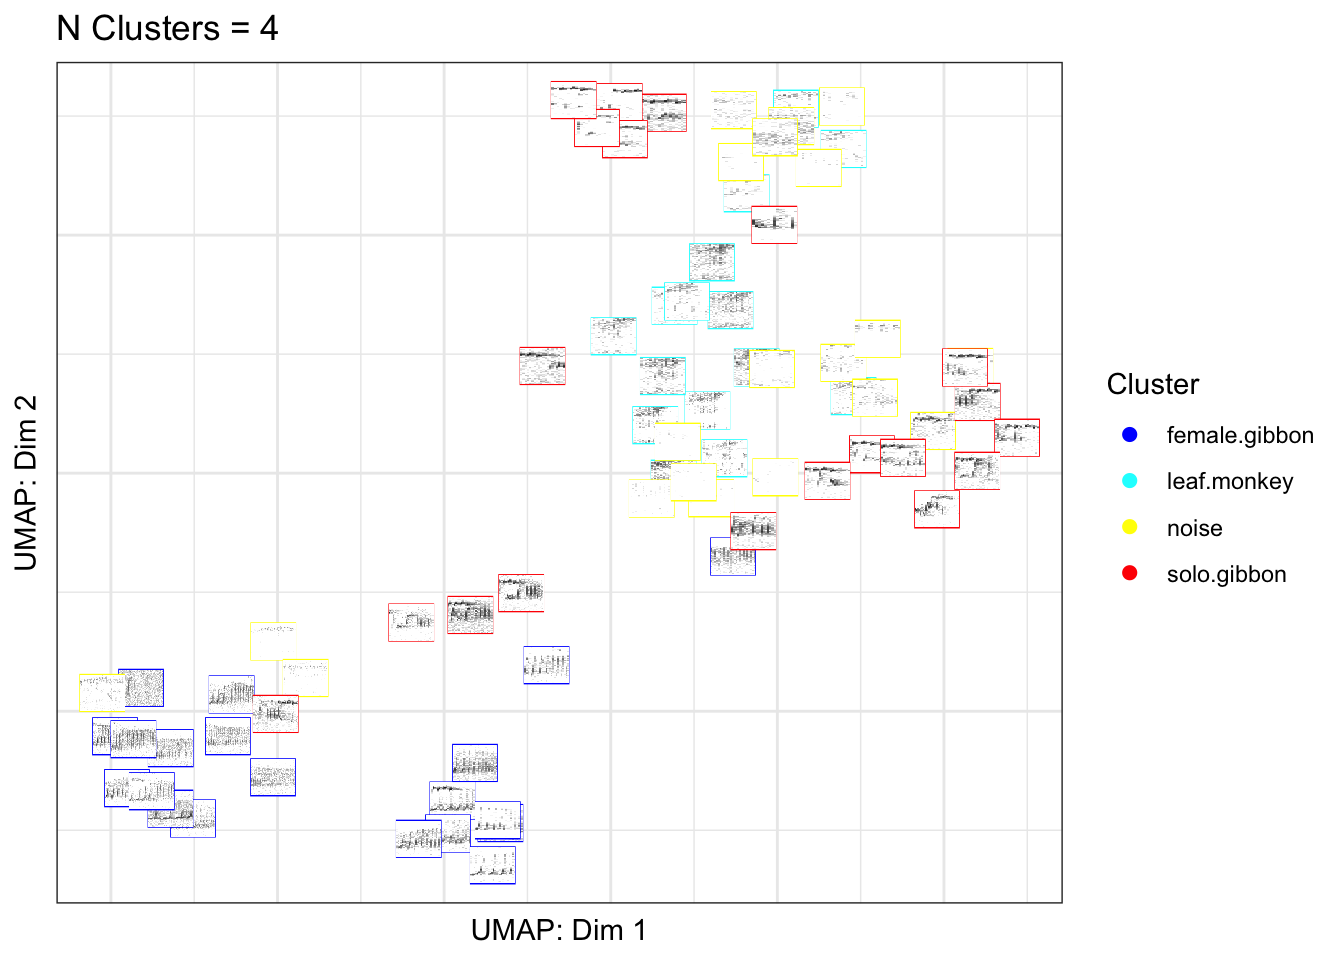 N Clusters = 4
UMAP: Dim 2
UMAP: Dim 1
Cluster
female.gibbon
leaf.monkey
noise
solo.gibbon